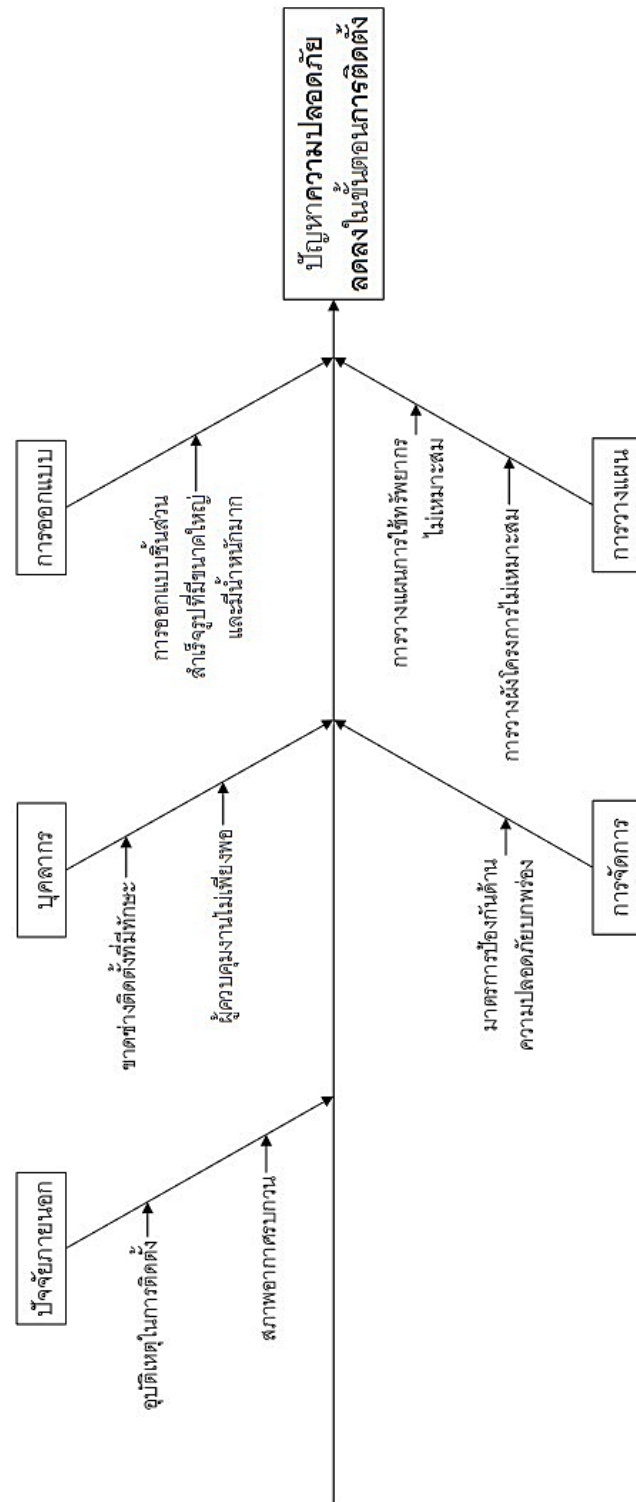 ปัจจัยภายนอก
อุบัติเหตุในการติดตั้ง
สภาพอากาศรบกวน
บุคลากร
ขาดช่างติดตั้งที่มีทักษะ
ผู้ควบคุมงานไม่เพียงพอ
การออกแบบ
การออกแบบชิ้นส่วน
สำเร็จรูปที่มีขนาดใหญ่
และมีน้ำหนักมาก
ปัญหาความปลอดภัย
ลดลงในขั้นตอนการติดตั้ง
มาตรการป้องกันด้าน
ความปลอดภัยบกพร่อง
การจัดการ
การวางแผนการใช้ทรัพยากร
ไม่เหมาะสม
การวางผังโครงการไม่เหมาะสม
การวางแผน